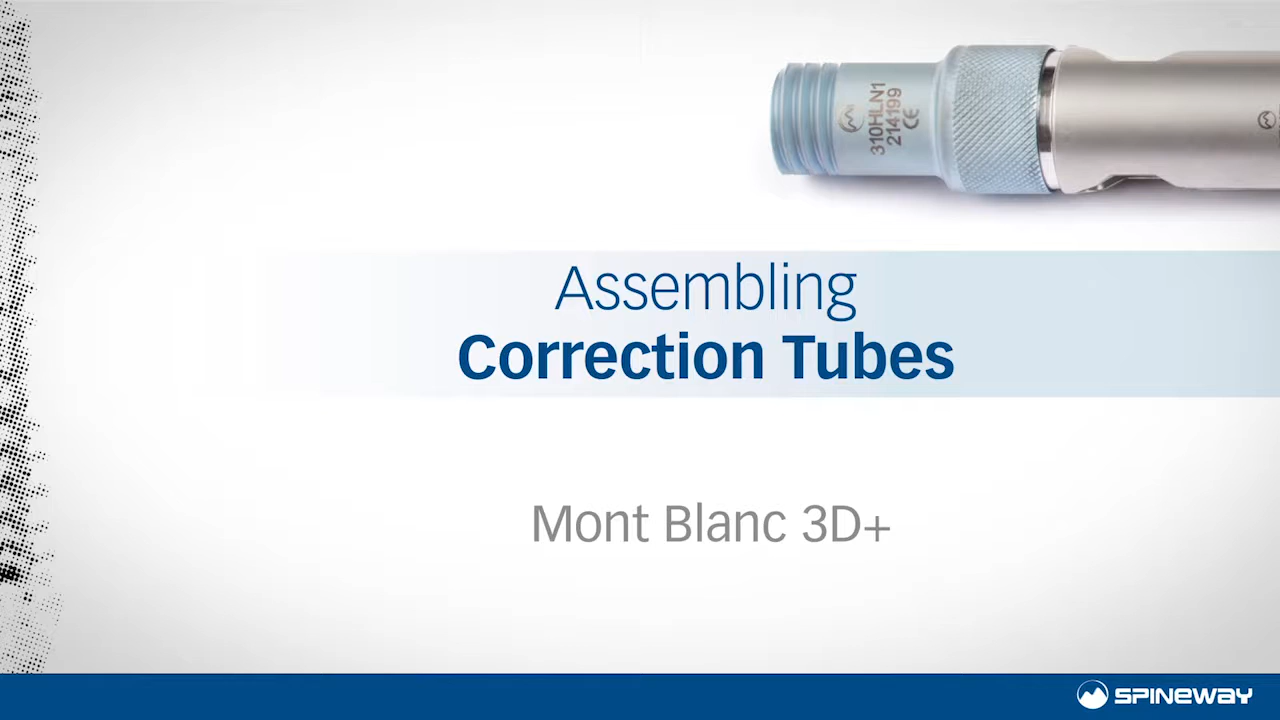 310HLN1
214199
CE
Assembling
Correction Tubes
Mont Blanc 3D+
SPINEWAY